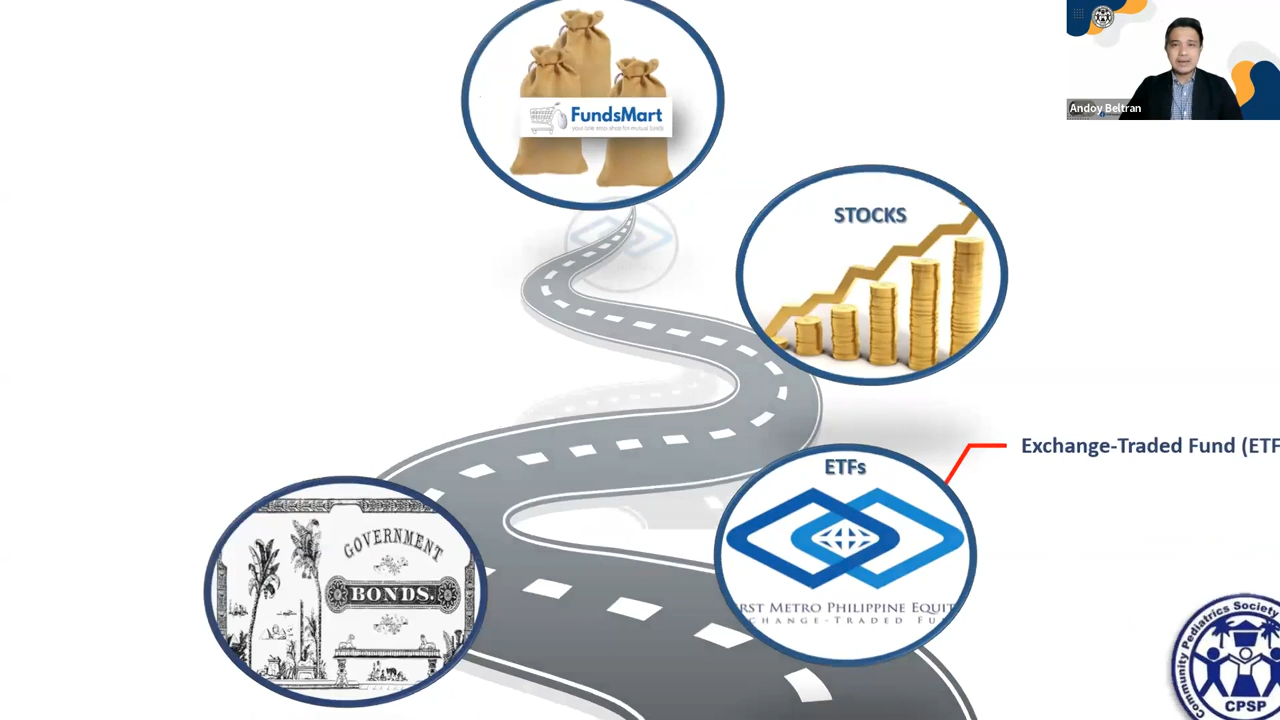 FundsMart
your one stop shop for mutual funds
Andoy Beltran
STOCKS
Exchange-Traded Fund (ETF
ETFs
GOVERNMENT
BONDS.
RST METRO PHILIPPINE EQUIT
CHANGE-TRADED FU
Community Pediatrics Society
CPSP